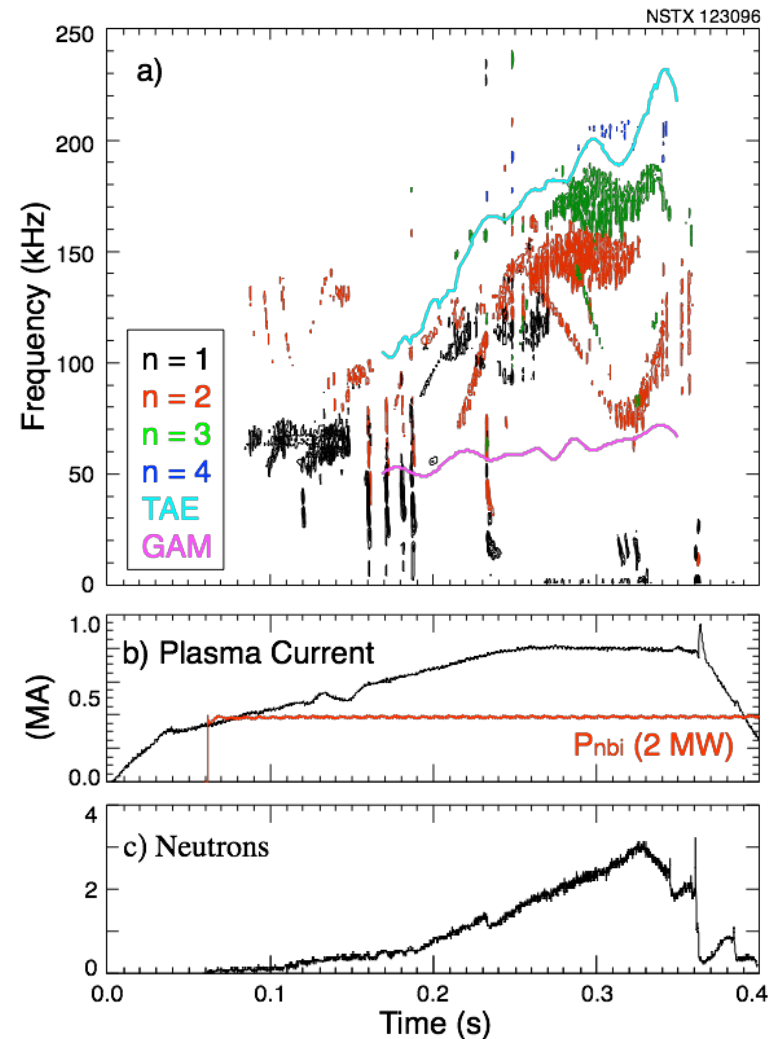 NSTX 123096
a)
250
200
150
100
50
0
Frequency (kHz)
n = 1
n = 2
n = 3
n = 4
TAE
GAM
b) Plasma Current
1.0
0.5
0.0
(MA)
Pnbi (2 MW)
c) Neutrons
4
2
0
0.0 0.1 0.2 0.3 0.4
Time (s)